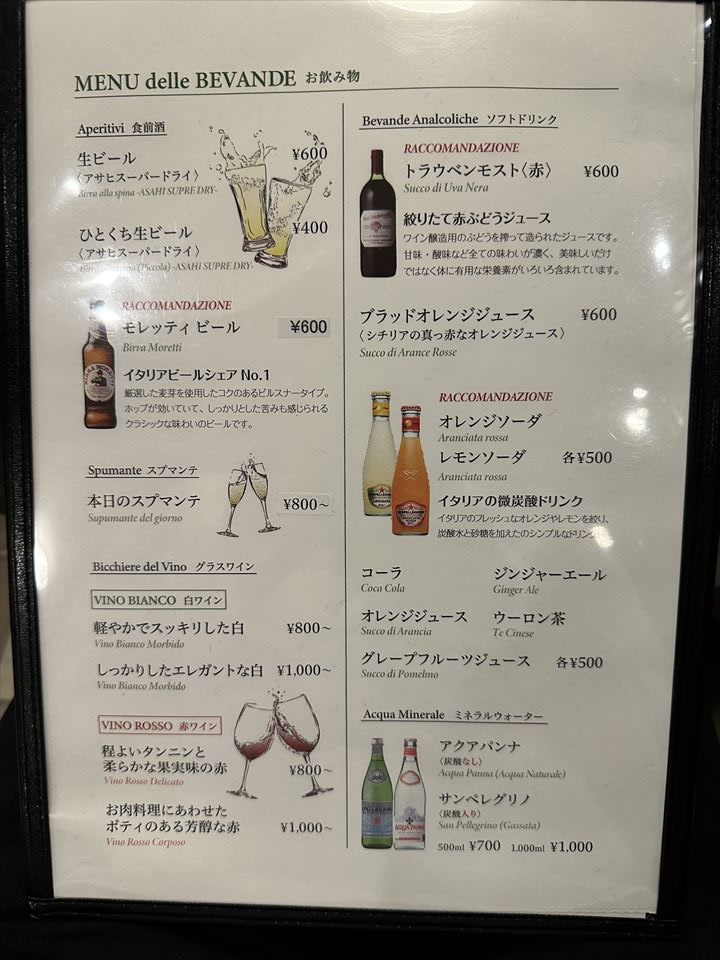 MENU delle BEVANDE お飲み物
Aperitivi 食前酒
生ビール
〈アサヒスーパードライ〉 ¥600
Birra alla spina -ASAHI SUPRE DRY-
ひとくち生ビール ¥400
〈アサヒスーパードライ〉
(Piccola) -ASAHI SUPRE DRY-
RACCOMANDAZIONE
モレッティ ビール ¥600
Birra Moretti
イタリアビールシェア No.1
厳選した麦芽を使用したコクのあるピルスナータイプ。
ホップが効いていて、しっかりとした苦みも感じられる
クラシックな味わいのビールです。
BIRRA MORETTI
Spumante スプマンテ
本日のスプマンテ ¥800~
Supumante del giorno
Bicchiere del Vino グラスワイン
VINO BIANCO 白ワイン
軽やかでスッキリした白 ¥800~
Vino Bianco Morbido
しっかりしたエレガントな白 ¥1,000~
Vino Bianco Morbido
VINO ROSSO 赤ワイン
程よいタンニンと
柔らかな果実味の赤 ¥800~
Vino Rosso Delicato
お肉料理にあわせた
ボティのある芳醇な赤 ¥1,000~
Vino Rosso Corposo
Bevande Analcoliche ソフトドリンク
RACCOMANDAZIONE
トラウベンモスト〈赤〉 ¥600
Succo di Uva Nera
絞りたて赤ぶどうジュース
ワイン醸造用のぶどうを搾って造られたジュースです。
甘味・酸味など全ての味わいが濃く、美味しいだけ
ではなく体に有用な栄養素がいろいろ含まれています。
ブラッドオレンジジュース ¥600
〈シチリアの真っ赤なオレンジジュース〉
Succo di Arance Rosse
RACCOMANDAZIONE
オレンジソーダ
Aranciata rossa
レモンソーダ 各¥500
Aranciata rossa
イタリアの微炭酸ドリンク
イタリアのフレッシュなオレンジやレモンを絞り、
炭酸水と砂糖を加えたのシンプルなドリンク
コーラ ジンジャーエール
Coca Cola Ginger Ale
オレンジジュース ウーロン茶
Succo di Arancia Te Cinese
グレープフルーツジュース 各¥500
Succo di Pomelmo
Acqua Minerale ミネラルウォーター
アクアパンナ
〈炭酸なし〉
Acqua Panna (Acqua Naturale)
サンペレグリノ
〈炭酸入り〉
San Pellegrino (Gassata)
500ml ¥700 1,000ml ¥1,000
ACQUA PANNA